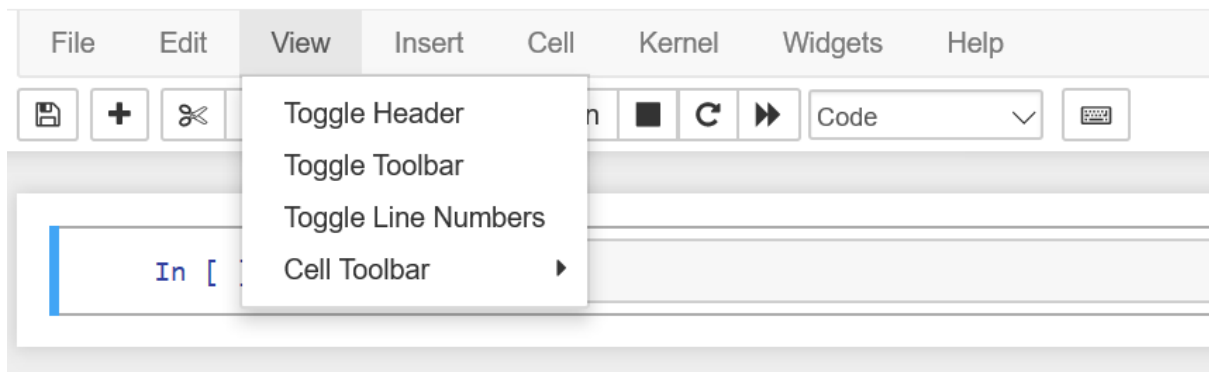 File Edit View Insert Cell Kernel Widgets Help
Toggle Header
n Code
Toggle Toolbar
Toggle Line Numbers
In [ Cell Toolbar